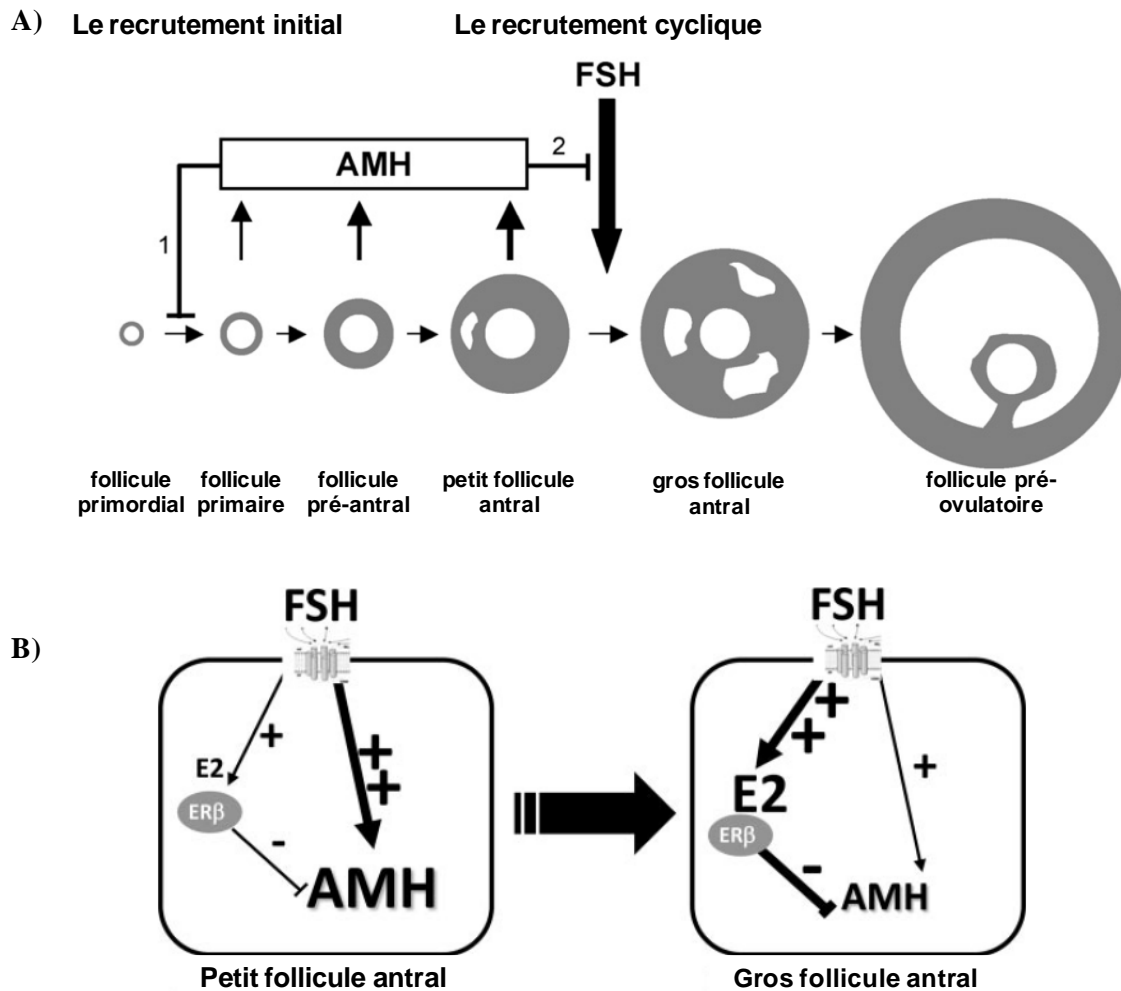 A) Le recrutement initial Le recrutement cyclique
FSH
2
AMH
1
follicule follicule follicule petit follicule gros follicule follicule pré-
primordial primaire pré-antral antral antral ovulatoire
B)
FSH FSH
+ + + + + +
E2 E2
ERβ ERβ
- -
AMH AMH
Petit follicule antral Gros follicule antral